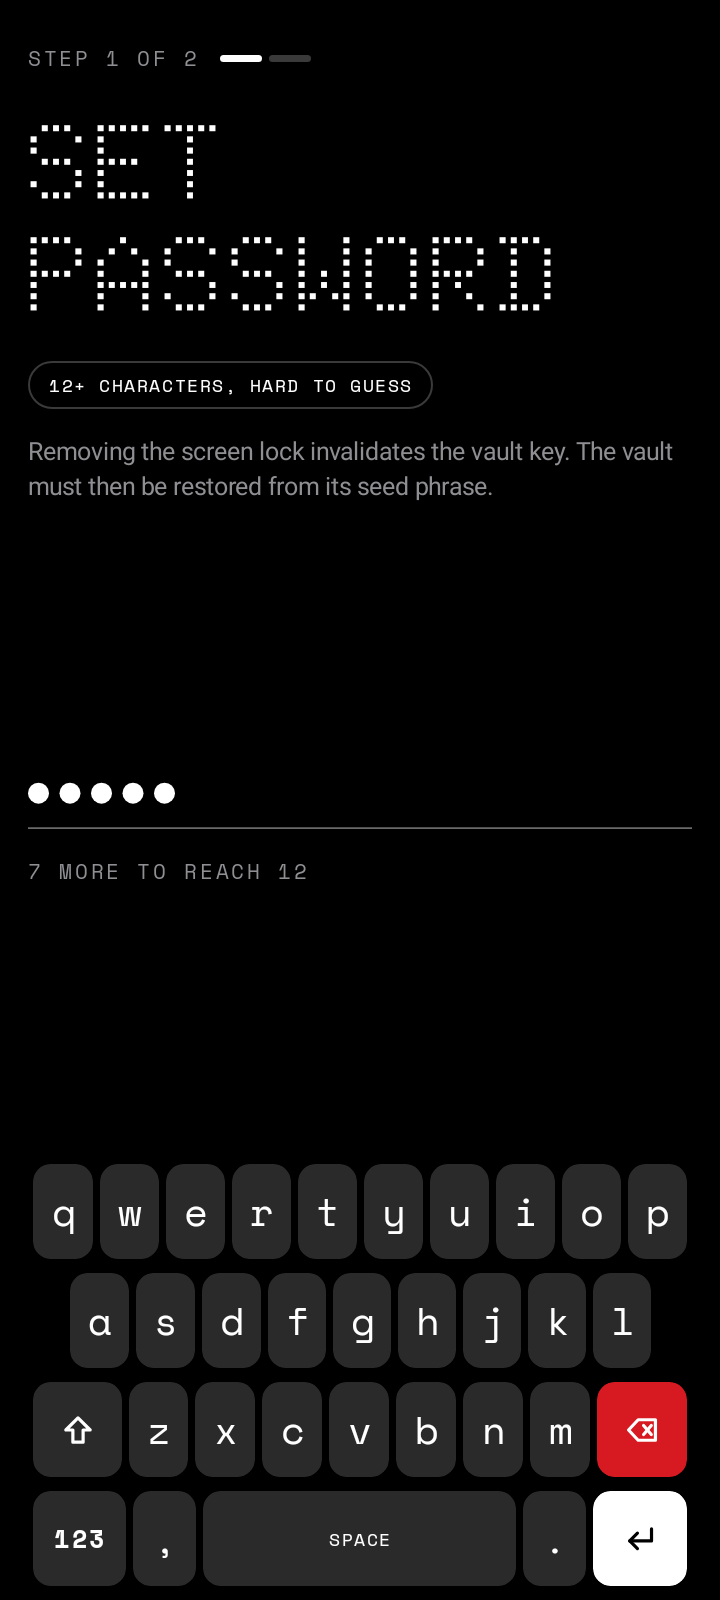 STEP 1 OF 2
SET
PASSWORD
12+ CHARACTERS, HARD TO GUESS
Removing the screen lock invalidates the vault key. The vault
must then be restored from its seed phrase.
7 MORE TO REACH 12
q w e r t y u i o p
a s d f g h j k l
z x c v b n m
123 , SPACE .